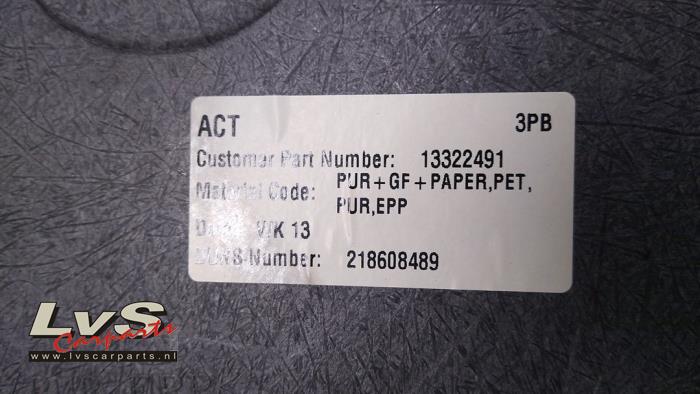 ACT 3PB
Customer Part Number: 13322491
Material Code: PUR+GF+PAPER,PET,
PUR,EPP
V/K 13
Number: 218608489
LvS
Carparts
www.lvscarparts.nl